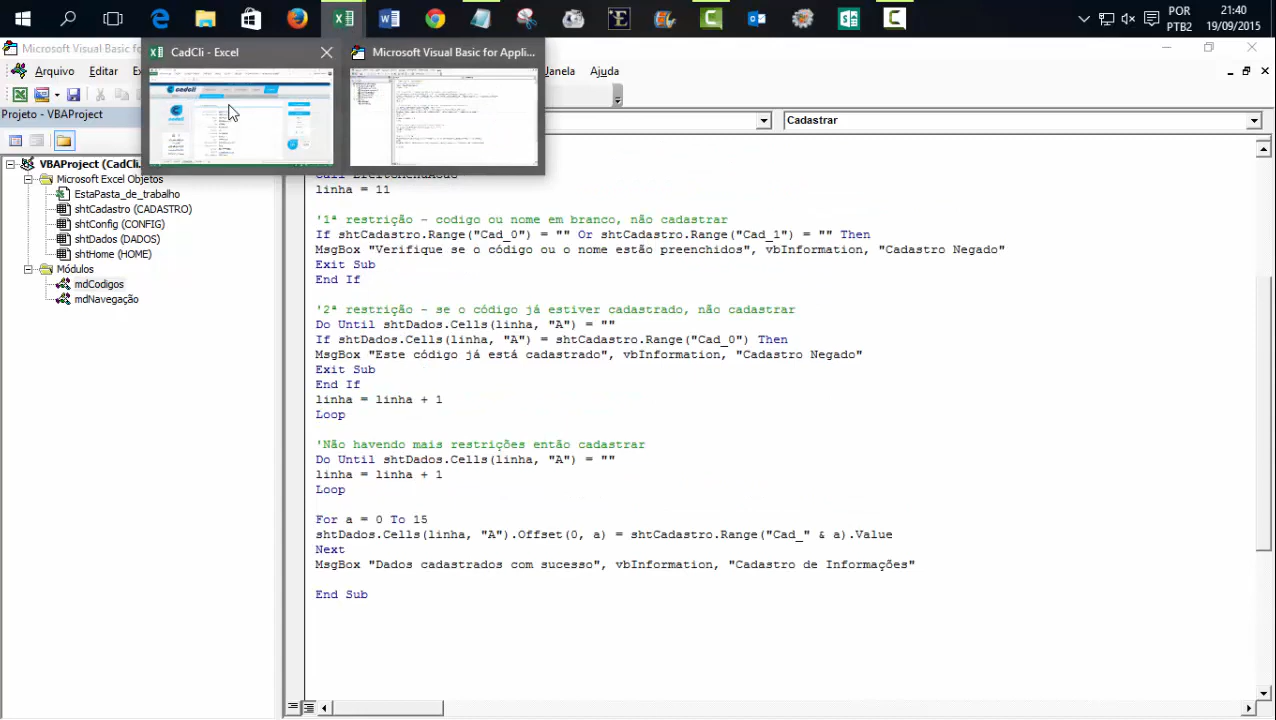 POR
PTB2
21:40
19/09/2015
Microsoft Visual Basic for
CadCli - Excel
Microsoft Visual Basic for Appli...
Arquivo
Janela
Ajuda
Projeto - VBAProject
Cadastrar
VBAProject (CadCli.
Microsoft Excel Objetos
EstaPasta_de_trabalho
shtCadastro (CADASTRO)
shtConfig (CONFIG)
shtDados (DADOS)
shtHome (HOME)
Módulos
mdCodigos
mdNavegação
linha = 11
'1ª restrição - codigo ou nome em branco, não cadastrar
If shtCadastro.Range("Cad_0") = "" Or shtCadastro.Range("Cad_1") = "" Then
MsgBox "Verifique se o código ou o nome estão preenchidos", vbInformation, "Cadastro Negado"
Exit Sub
End If
'2ª restrição - se o código já estiver cadastrado, não cadastrar
Do Until shtDados.Cells(linha, "A") = ""
If shtDados.Cells(linha, "A") = shtCadastro.Range("Cad_0") Then
MsgBox "Este código já está cadastrado", vbInformation, "Cadastro Negado"
Exit Sub
End If
linha = linha + 1
Loop
'Não havendo mais restrições então cadastrar
Do Until shtDados.Cells(linha, "A") = ""
linha = linha + 1
Loop
For a = 0 To 15
shtDados.Cells(linha, "A").Offset(0, a) = shtCadastro.Range("Cad_" & a).Value
Next
MsgBox "Dados cadastrados com sucesso", vbInformation, "Cadastro de Informações"
End Sub